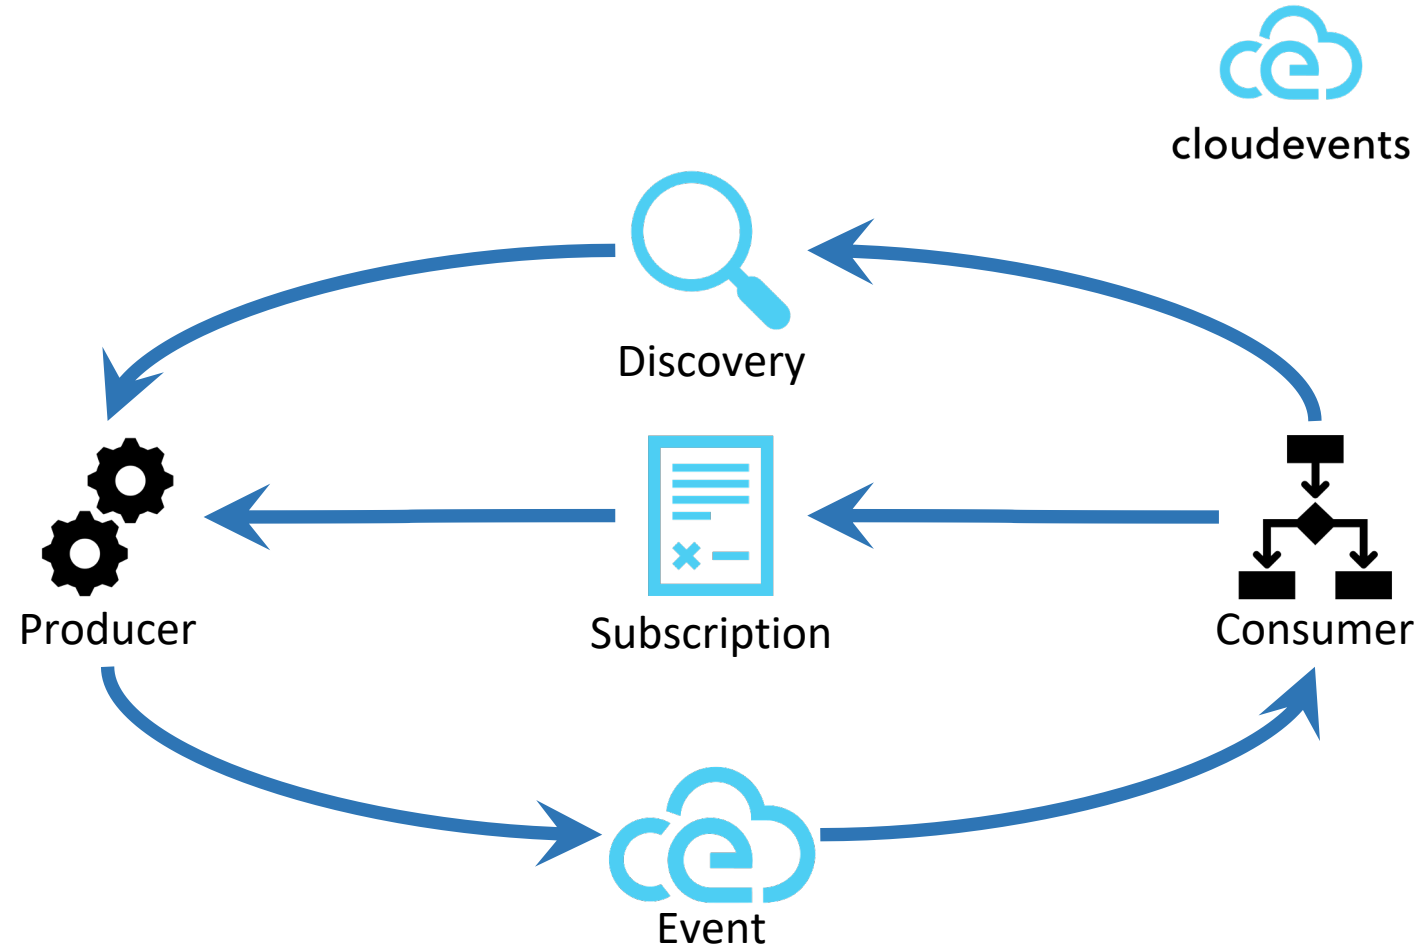 cloudevents
Discovery
Producer
Subscription
Consumer
Event